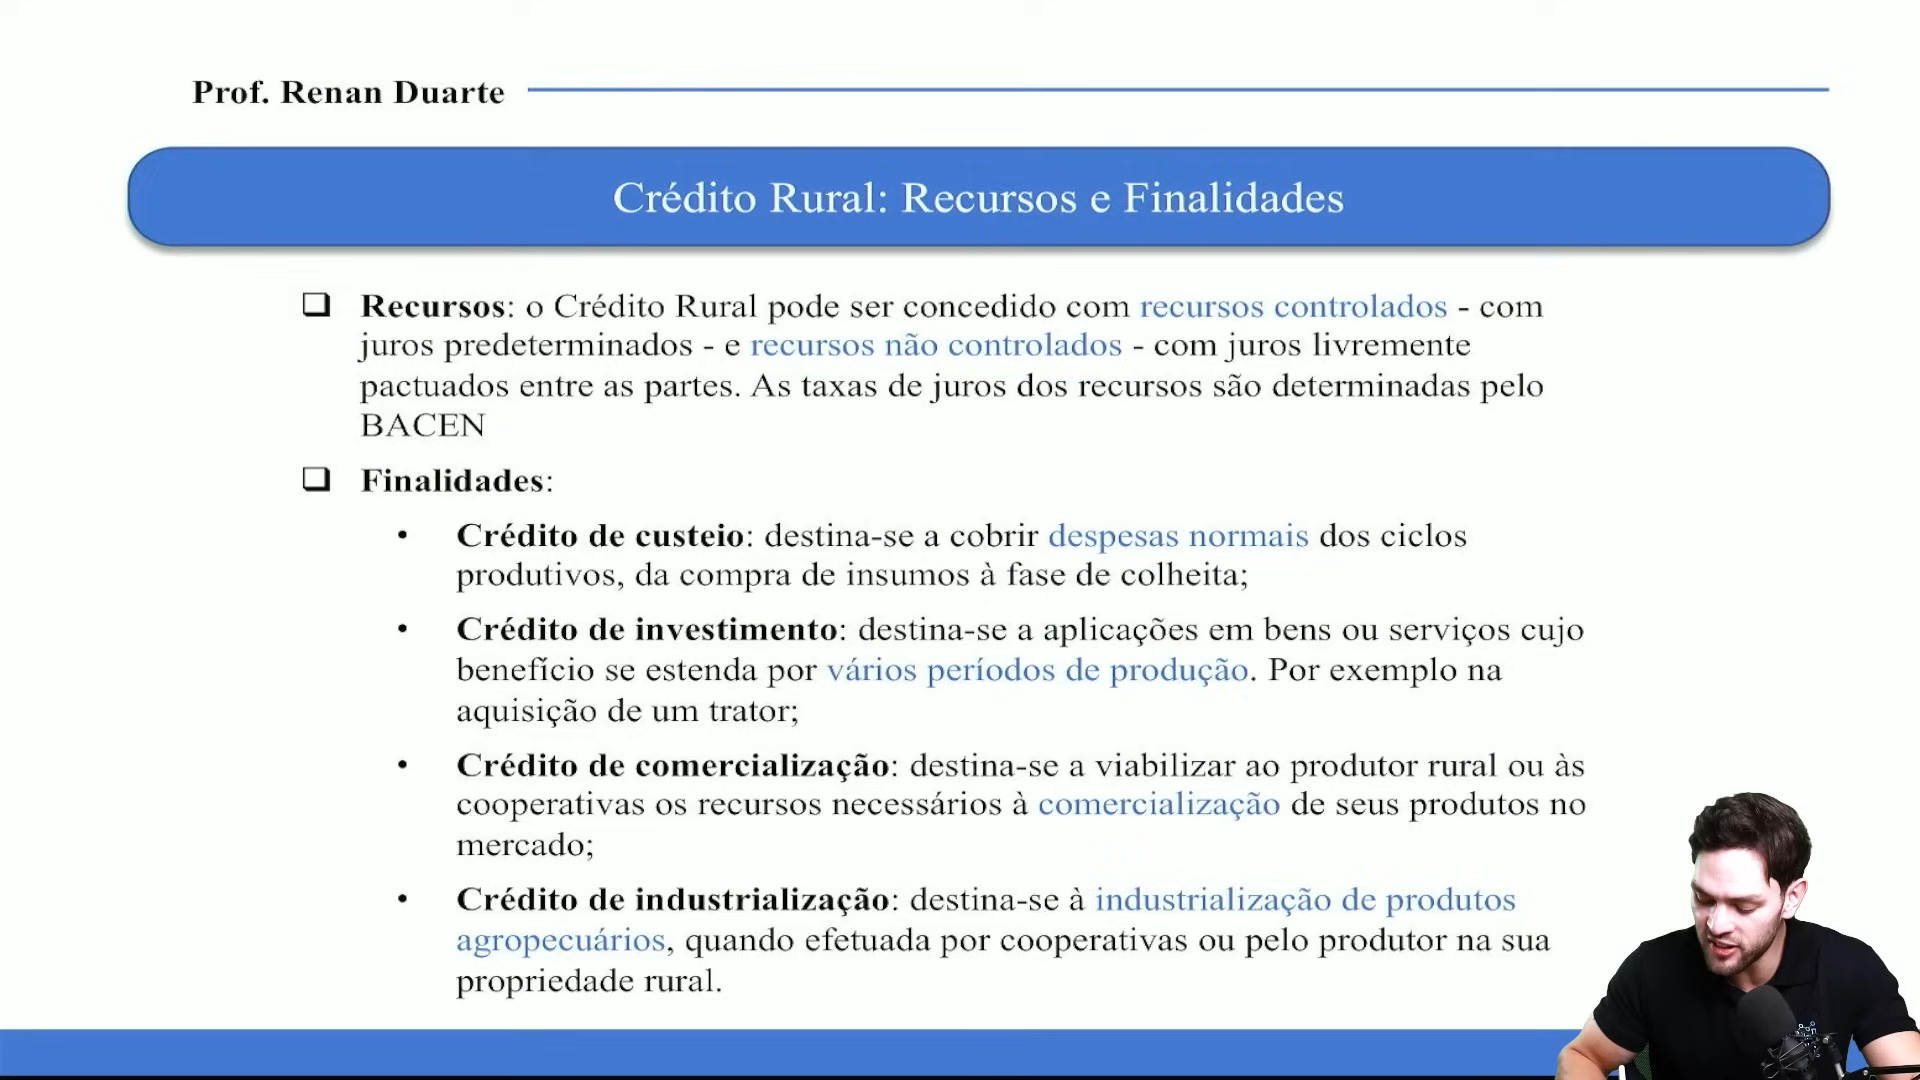 Prof. Renan Duarte
Crédito Rural: Recursos e Finalidades
❑ Recursos: o Crédito Rural pode ser concedido com recursos controlados - com
juros predeterminados - e recursos não controlados - com juros livremente
pactuados entre as partes. As taxas de juros dos recursos são determinadas pelo
BACEN
❑ Finalidades:
• Crédito de custeio: destina-se a cobrir despesas normais dos ciclos
produtivos, da compra de insumos à fase de colheita;
• Crédito de investimento: destina-se a aplicações em bens ou serviços cujo
benefício se estenda por vários períodos de produção. Por exemplo na
aquisição de um trator;
• Crédito de comercialização: destina-se a viabilizar ao produtor rural ou às
cooperativas os recursos necessários à comercialização de seus produtos no
mercado;
• Crédito de industrialização: destina-se à industrialização de produtos
agropecuários, quando efetuada por cooperativas ou pelo produtor na sua
propriedade rural.